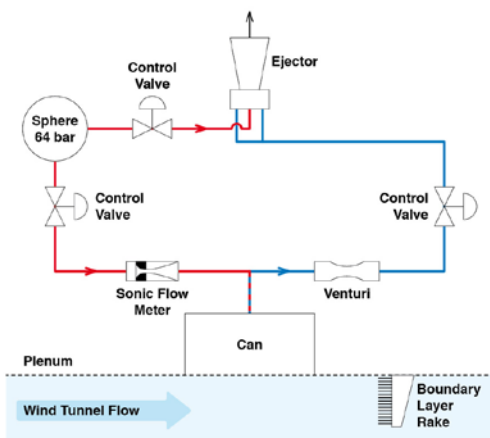 Control
Valve
Ejector
Sphere
64 bar
Control
Valve
Control
Valve
Sonic Flow
Meter
Venturi
Can
Plenum
Wind Tunnel Flow
Boundary
Layer
Rake